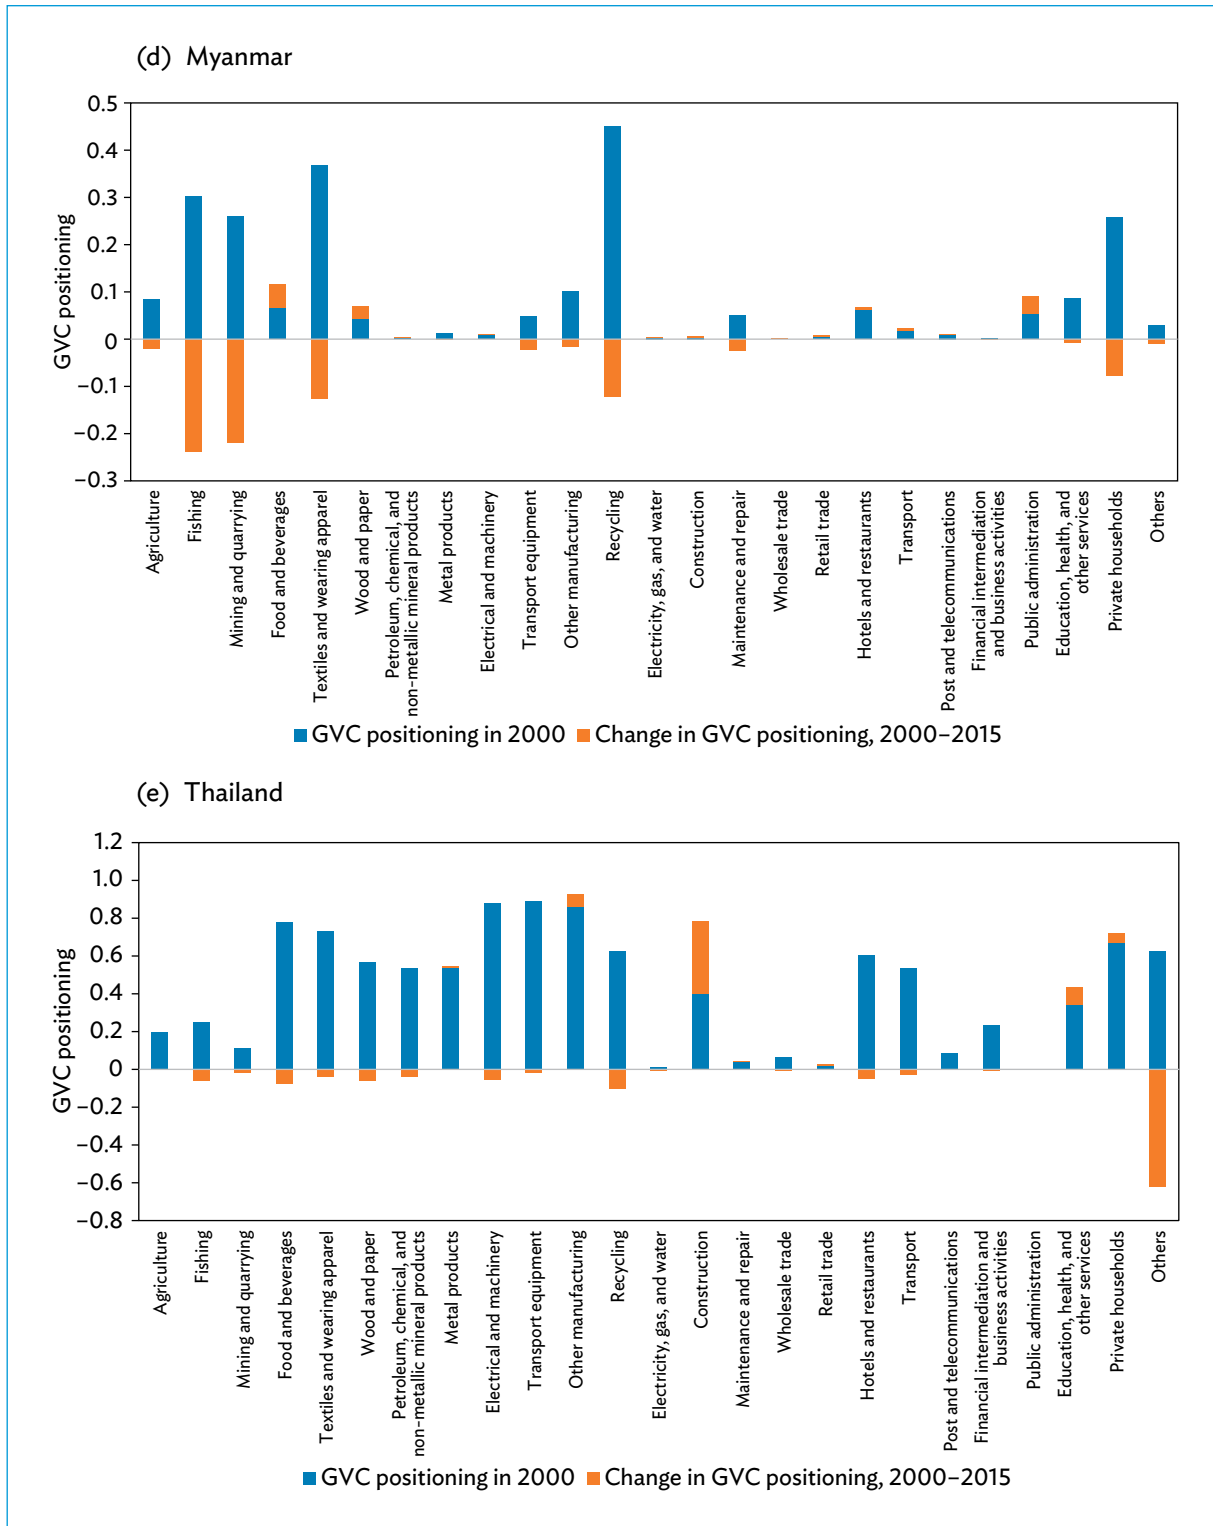 (d) Myanmar
0.5
0.4
0.3
0.2
0.1
0
−0.1
−0.2
−0.3
GVC positioning
Agriculture
Fishing
Mining and quarrying
Food and beverages
Textiles and wearing apparel
Wood and paper
Petroleum, chemical, and
non-metallic mineral products
Metal products
Electrical and machinery
Transport equipment
Other manufacturing
Recycling
Electricity, gas, and water
Construction
Maintenance and repair
Wholesale trade
Retail trade
Hotels and restaurants
Transport
Post and telecommunications
Financial intermediation
and business activities
Public administration
Education, health, and
other services
Private households
Others
GVC positioning in 2000 Change in GVC positioning, 2000–2015
(e) Thailand
1.2
1.0
0.8
0.6
0.4
0.2
0
−0.2
−0.4
−0.6
−0.8
GVC positioning
Agriculture
Fishing
Mining and quarrying
Food and beverages
Textiles and wearing apparel
Wood and paper
Petroleum, chemical, and
non-metallic mineral products
Metal products
Electrical and machinery
Transport equipment
Other manufacturing
Recycling
Electricity, gas, and water
Construction
Maintenance and repair
Wholesale trade
Retail trade
Hotels and restaurants
Transport
Post and telecommunications
Financial intermediation and
business activities
Public administration
Education, health, and
other services
Private households
Others
GVC positioning in 2000 Change in GVC positioning, 2000–2015